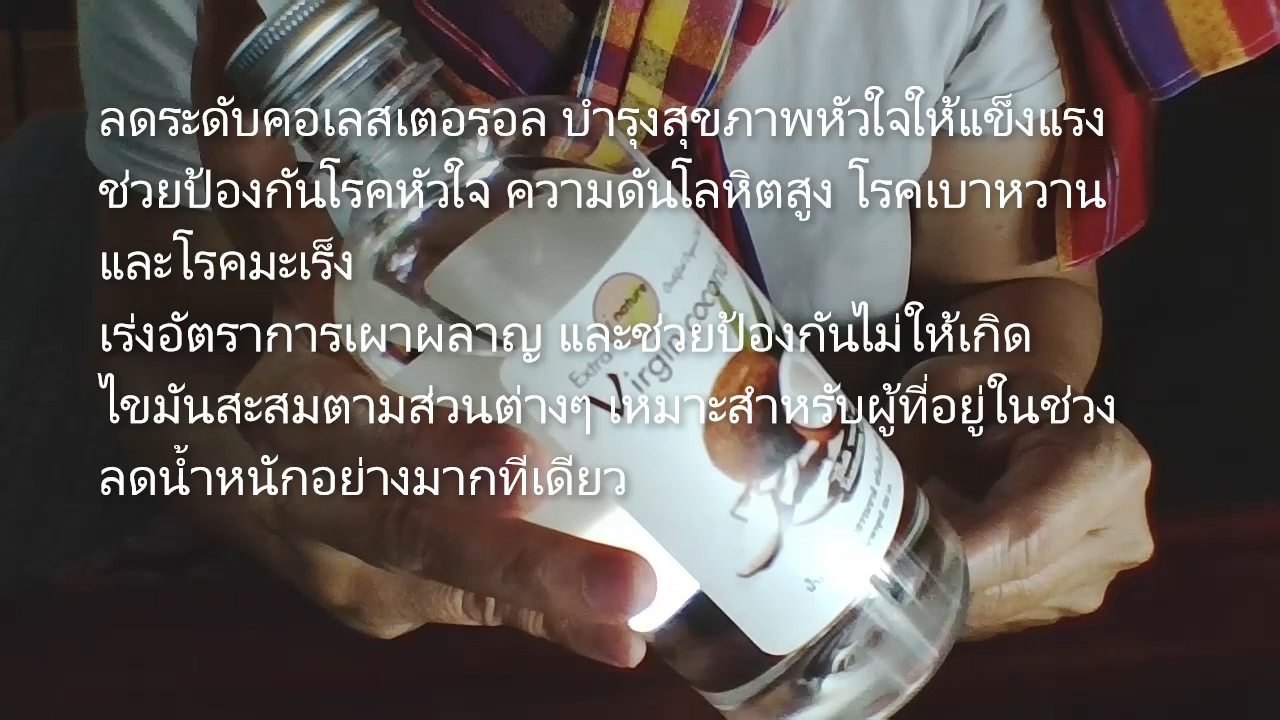 ลดระดับคอเลสเตอรอล บำรุงสุขภาพหัวใจให้แข็งแรง
ช่วยป้องกันโรคหัวใจ ความดันโลหิตสูง โรคเบาหวาน
และโรคมะเร็ง
เร่งอัตราการเผาผลาญ และช่วยป้องกันไม่ให้เกิด
ไขมันสะสมตามส่วนต่างๆ เหมาะสำหรับผู้ที่อยู่ในช่วง
ลดน้ำหนักอย่างมากทีเดียว
Extra
nature
Virgin coconut